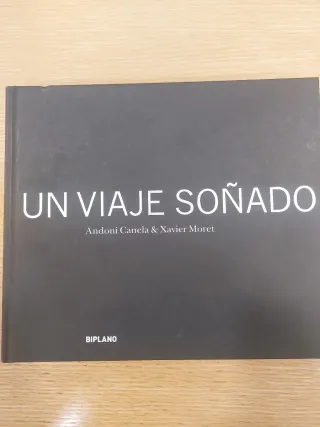 UN VIAJE SOÑADO
Andoni Canela & Xavier Moret
BIPLANO